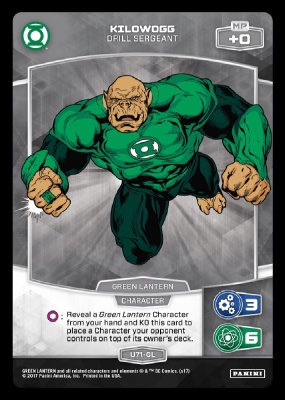 KILOWOGG
DRILL SERGEANT
MP
+0
GREEN LANTERN
CHARACTER
: Reveal a Green Lantern Character
from your hand and KO this card to
place a Character your opponent
controls on top of its owner's deck.
3
6
U71-GL
GREEN LANTERN and all related characters and elements © & ™ DC Comics. (s17)
© 2017 Panini America, Inc. Printed in the USA.
PANINI